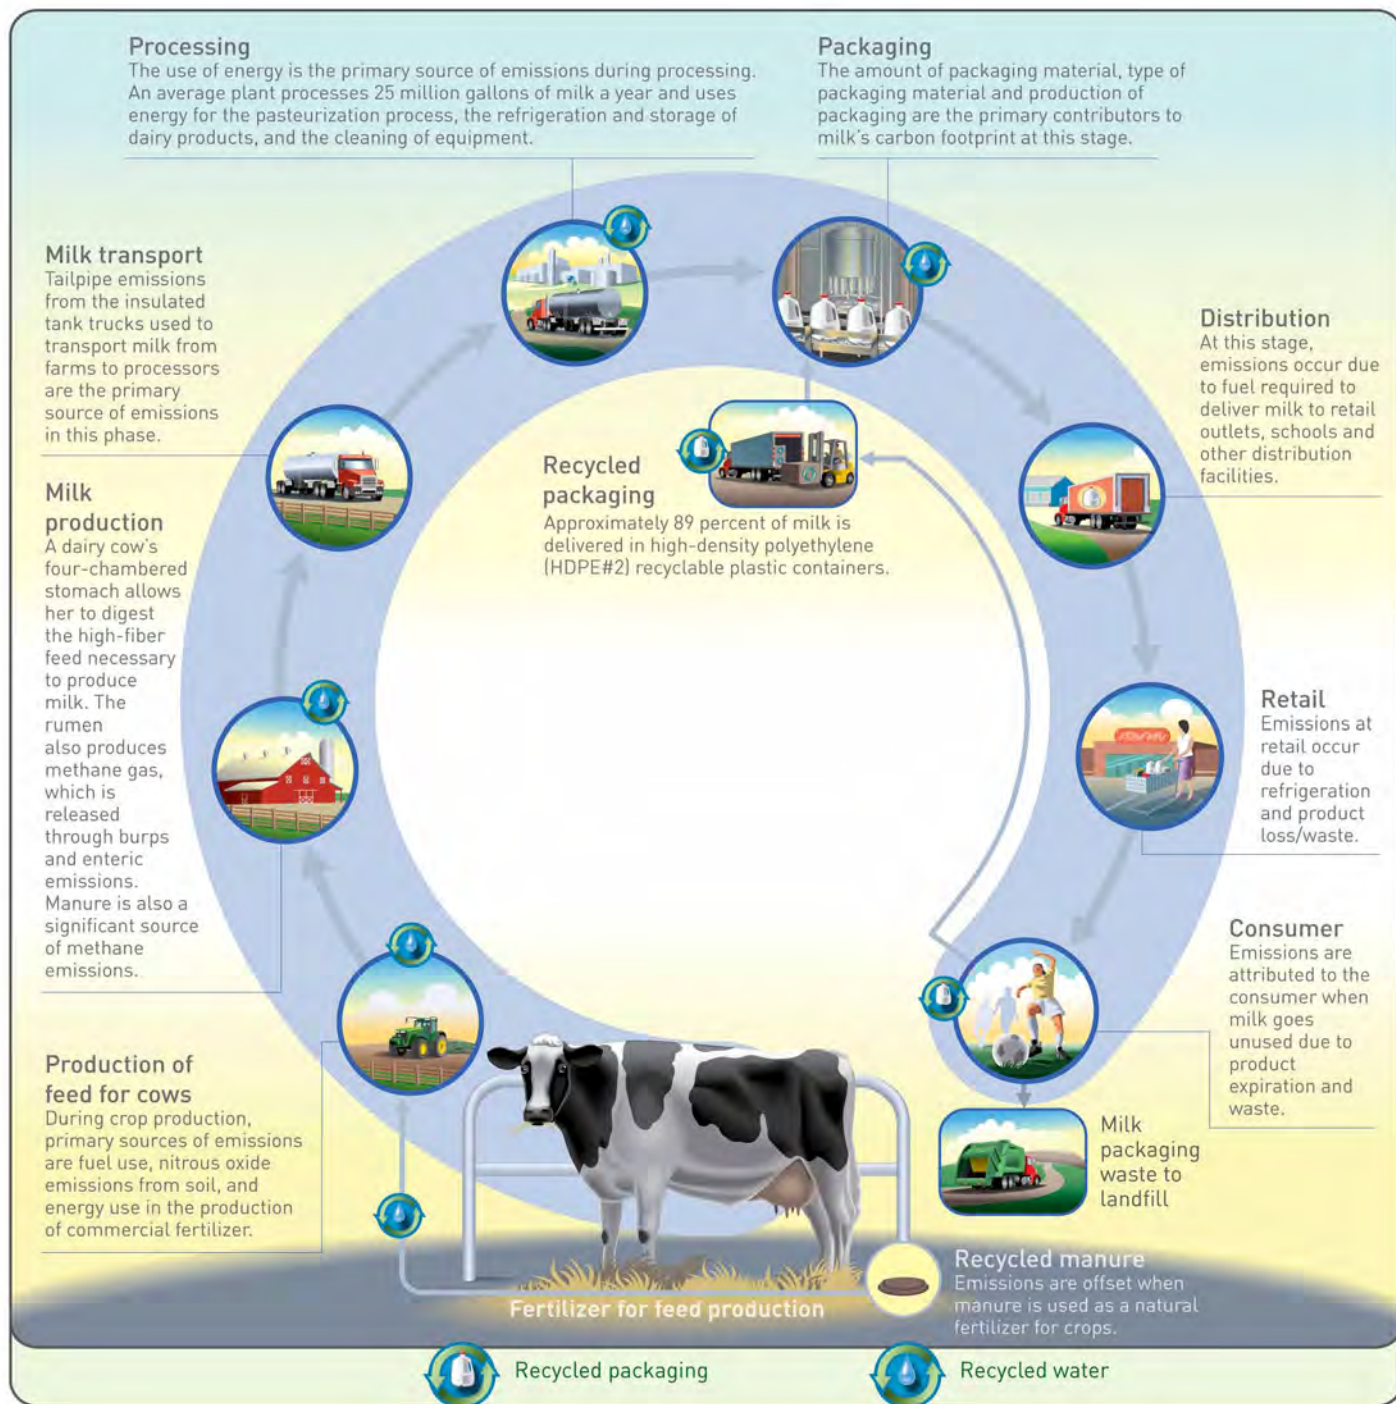 Processing
The use of energy is the primary source of emissions during processing.
An average plant processes 25 million gallons of milk a year and uses
energy for the pasteurization process, the refrigeration and storage of
dairy products, and the cleaning of equipment.
Packaging
The amount of packaging material, type of
packaging material and production of
packaging are the primary contributors to
milk's carbon footprint at this stage.
Milk transport
Tailpipe emissions
from the insulated
tank trucks used to
transport milk from
farms to processors
are the primary
source of emissions
in this phase.
Distribution
At this stage,
emissions occur due
to fuel required to
deliver milk to retail
outlets, schools and
other distribution
facilities.
Recycled
packaging
Approximately 89 percent of milk is
delivered in high-density polyethylene
(HDPE#2) recyclable plastic containers.
Milk
production
A dairy cow's
four-chambered
stomach allows
her to digest
the high-fiber
feed necessary
to produce
milk. The
rumen
also produces
methane gas,
which is
released
through burps
and enteric
emissions.
Manure is also a
significant source
of methane
emissions.
Retail
Emissions at
retail occur
due to
refrigeration
and product
loss/waste.
Consumer
Emissions are
attributed to the
consumer when
milk goes
unused due to
product
expiration and
waste.
Production of
feed for cows
During crop production,
primary sources of emissions
are fuel use, nitrous oxide
emissions from soil, and
energy use in the production
of commercial fertilizer.
Milk
packaging
waste to
landfill
Recycled manure
Emissions are offset when
manure is used as a natural
fertilizer for crops.
Fertilizer for feed production
Recycled packaging
Recycled water